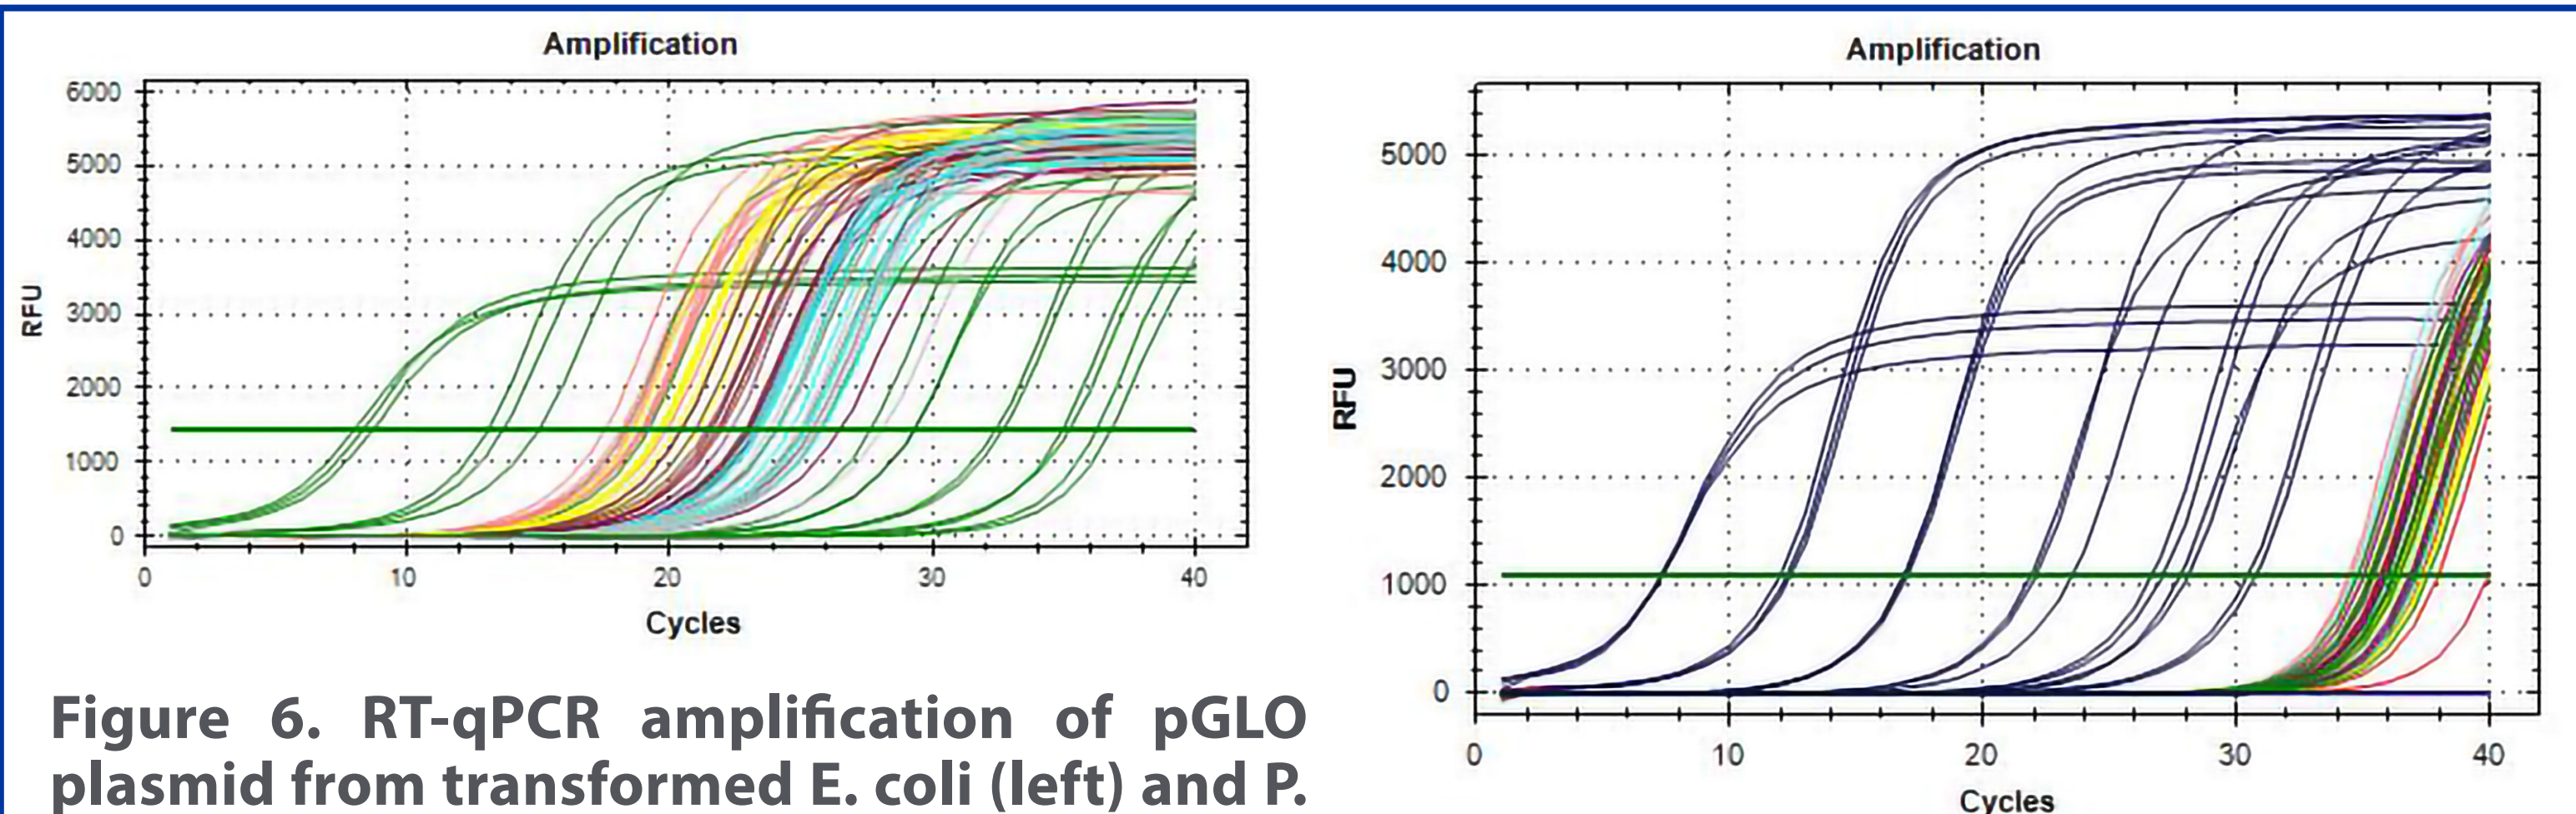 Amplification
6000
5000
4000
3000
2000
1000
0
RFU
0 10 20 30 40
Cycles
Amplification
5000
4000
3000
2000
1000
0
RFU
0 10 20 30 40
Cycles
Figure 6. RT-qPCR amplification of pGLO
plasmid from transformed E. coli (left) and P.